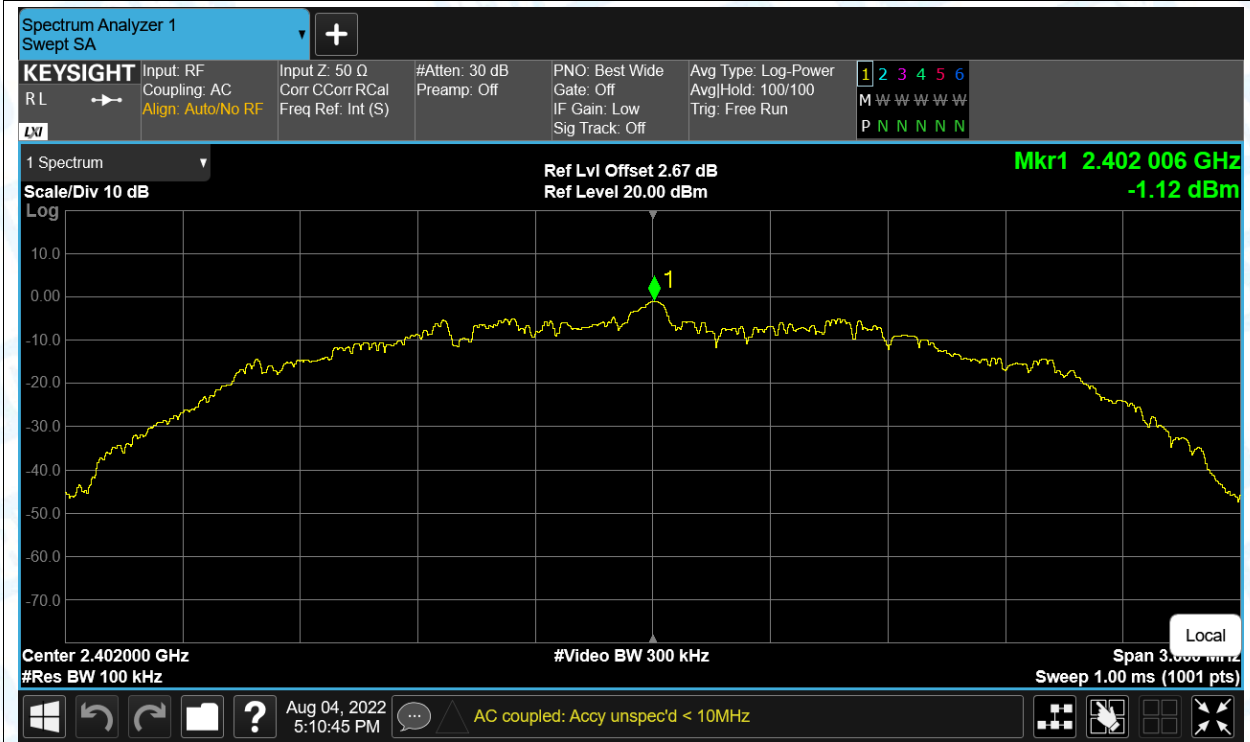 Spectrum Analyzer 1
Swept SA
+
KEYSIGHT
R L
LXI
Input: RF
Coupling: AC
Align: Auto/No RF
Input Z: 50 Ω
Corr CCorr RCal
Freq Ref: Int (S)
#Atten: 30 dB
Preamp: Off
PNO: Best Wide
Gate: Off
IF Gain: Low
Sig Track: Off
Avg Type: Log-Power
Avg|Hold: 100/100
Trig: Free Run
1 2 3 4 5 6
M W W W W W
P N N N N N
1 Spectrum
Scale/Div 10 dB
Ref Lvl Offset 2.67 dB
Ref Level 20.00 dBm
Mkr1 2.402 006 GHz
-1.12 dBm
Log
10.0
0.00
-10.0
-20.0
-30.0
-40.0
-50.0
-60.0
-70.0
1
Local
Center 2.402000 GHz
#Video BW 300 kHz
Span
#Res BW 100 kHz
Sweep 1.00 ms (1001 pts)
?
Aug 04, 2022
5:10:45 PM
AC coupled: Accy unspec'd < 10MHz